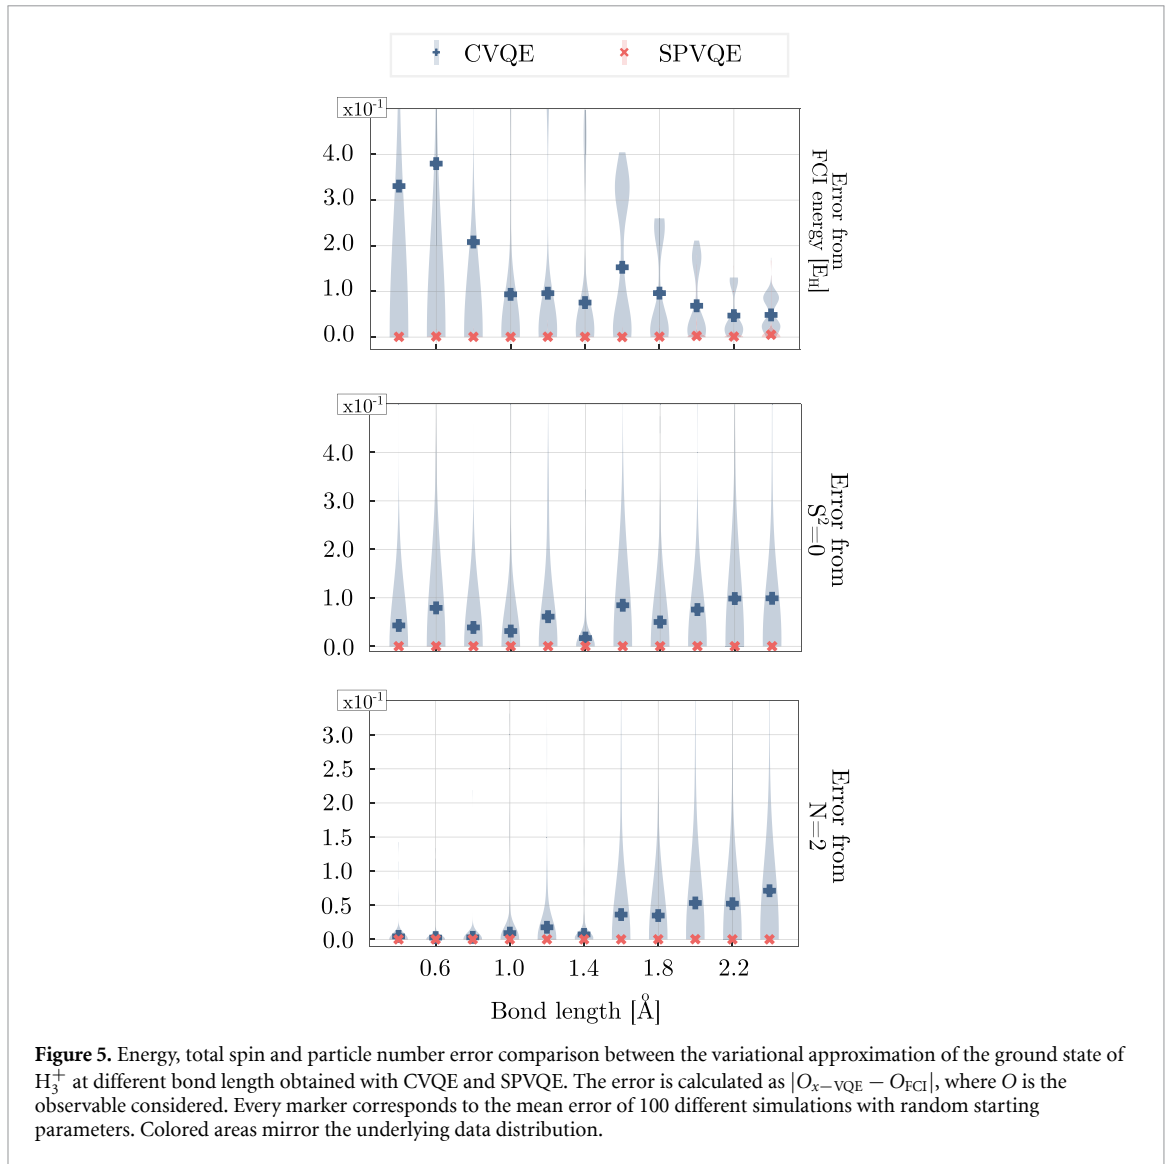 CVQE SPVQE
x10⁻¹
4.0
3.0
2.0
1.0
0.0
Error from
FCI energy [E_H]
x10⁻¹
4.0
3.0
2.0
1.0
0.0
Error from
S²=0
x10⁻¹
3.0
2.5
2.0
1.5
1.0
0.5
0.0
Error from
N=2
0.6 1.0 1.4 1.8 2.2
Bond length [Å]
Figure 5. Energy, total spin and particle number error comparison between the variational approximation of the ground state of
H₃⁺ at different bond length obtained with CVQE and SPVQE. The error is calculated as |Oₓ₋VQE − O_FCI|, where O is the
observable considered. Every marker corresponds to the mean error of 100 different simulations with random starting
parameters. Colored areas mirror the underlying data distribution.